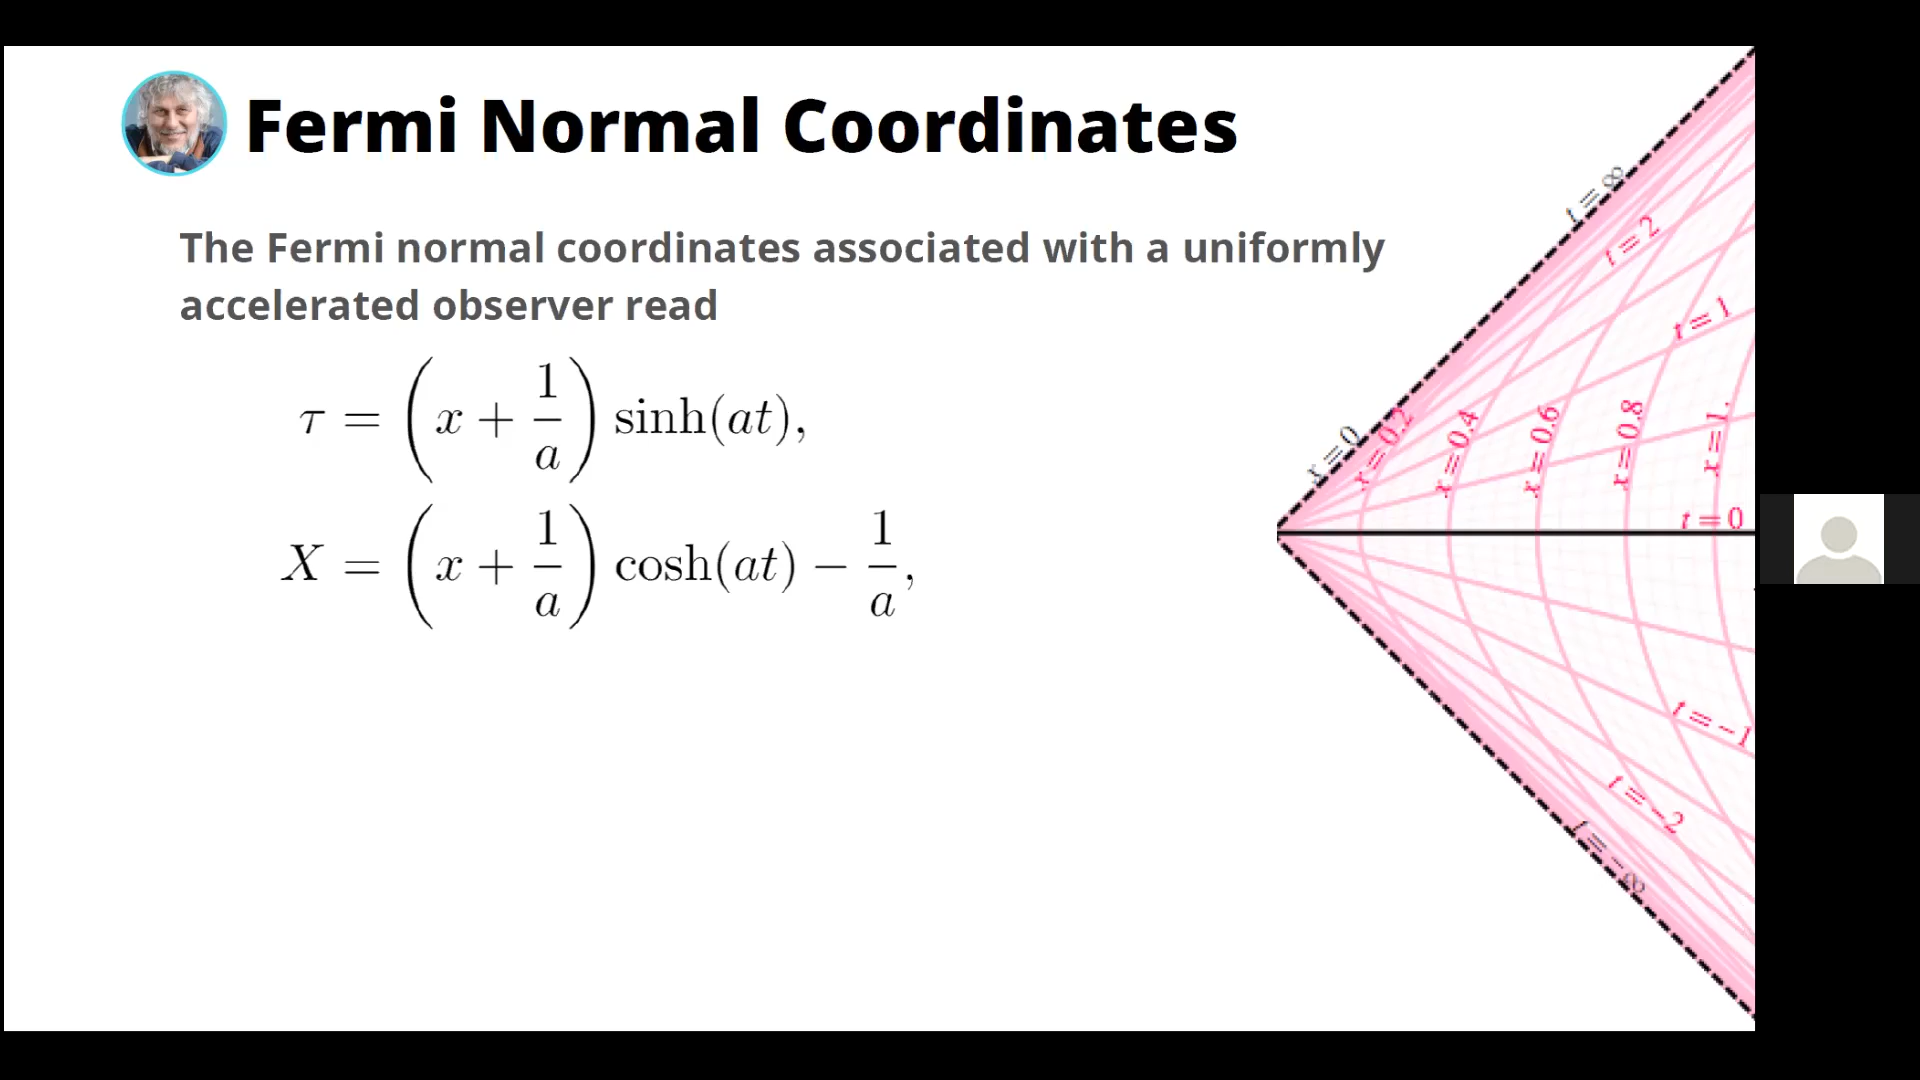 Fermi Normal Coordinates
The Fermi normal coordinates associated with a uniformly
accelerated observer read
τ = (x + 1/a) sinh(at),
X = (x + 1/a) cosh(at) − 1/a,
t = ∞
t = 2
t = 1
x = 0
x = 0.2
x = 0.4
x = 0.6
x = 0.8
x = 1.
t = 0
t = −1
t = −2
t = −∞